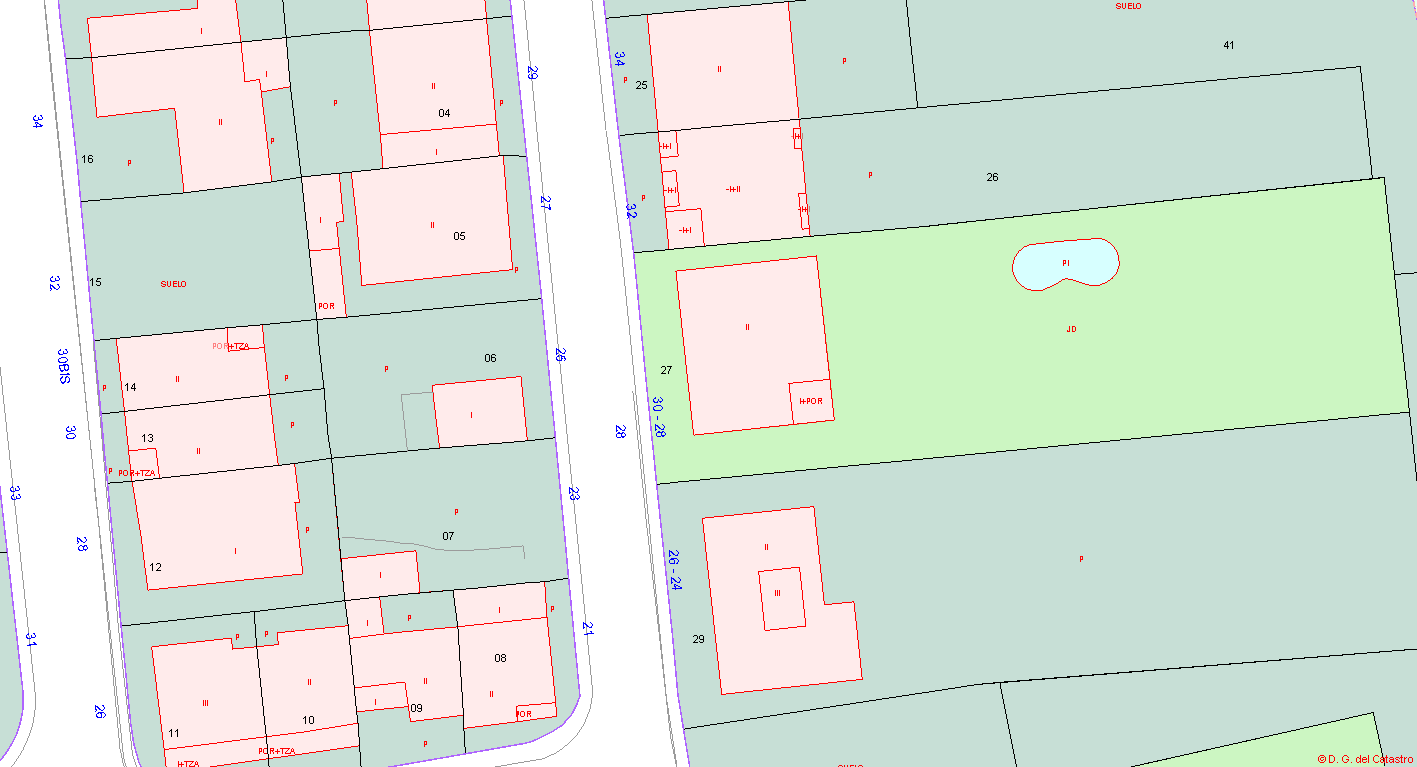 SUELO
41
I
34
29
II
25
P
P
I
II
P
04
P
34
II
P
I
-I+I
-I+I
16
P
26
P
-I+I
-I+II
P
27
32
I
II
05
-I+I
-I+I
PI
P
15
SUELO
32
POR
JD
II
POR+TZA
30BIS
26
06
27
P
II
P
P
14
I+POR
30 - 28
28
P
I
30
13
II
P
POR+TZA
33
23
P
07
P
28
II
P
I
12
I
26 - 24
III
I
P
P
21
I
29
31
P
P
08
II
II
II
III
I
26
11
10
09
POR
POR+TZA
P
I+TZA
SUELO
© D. G. del Catastro